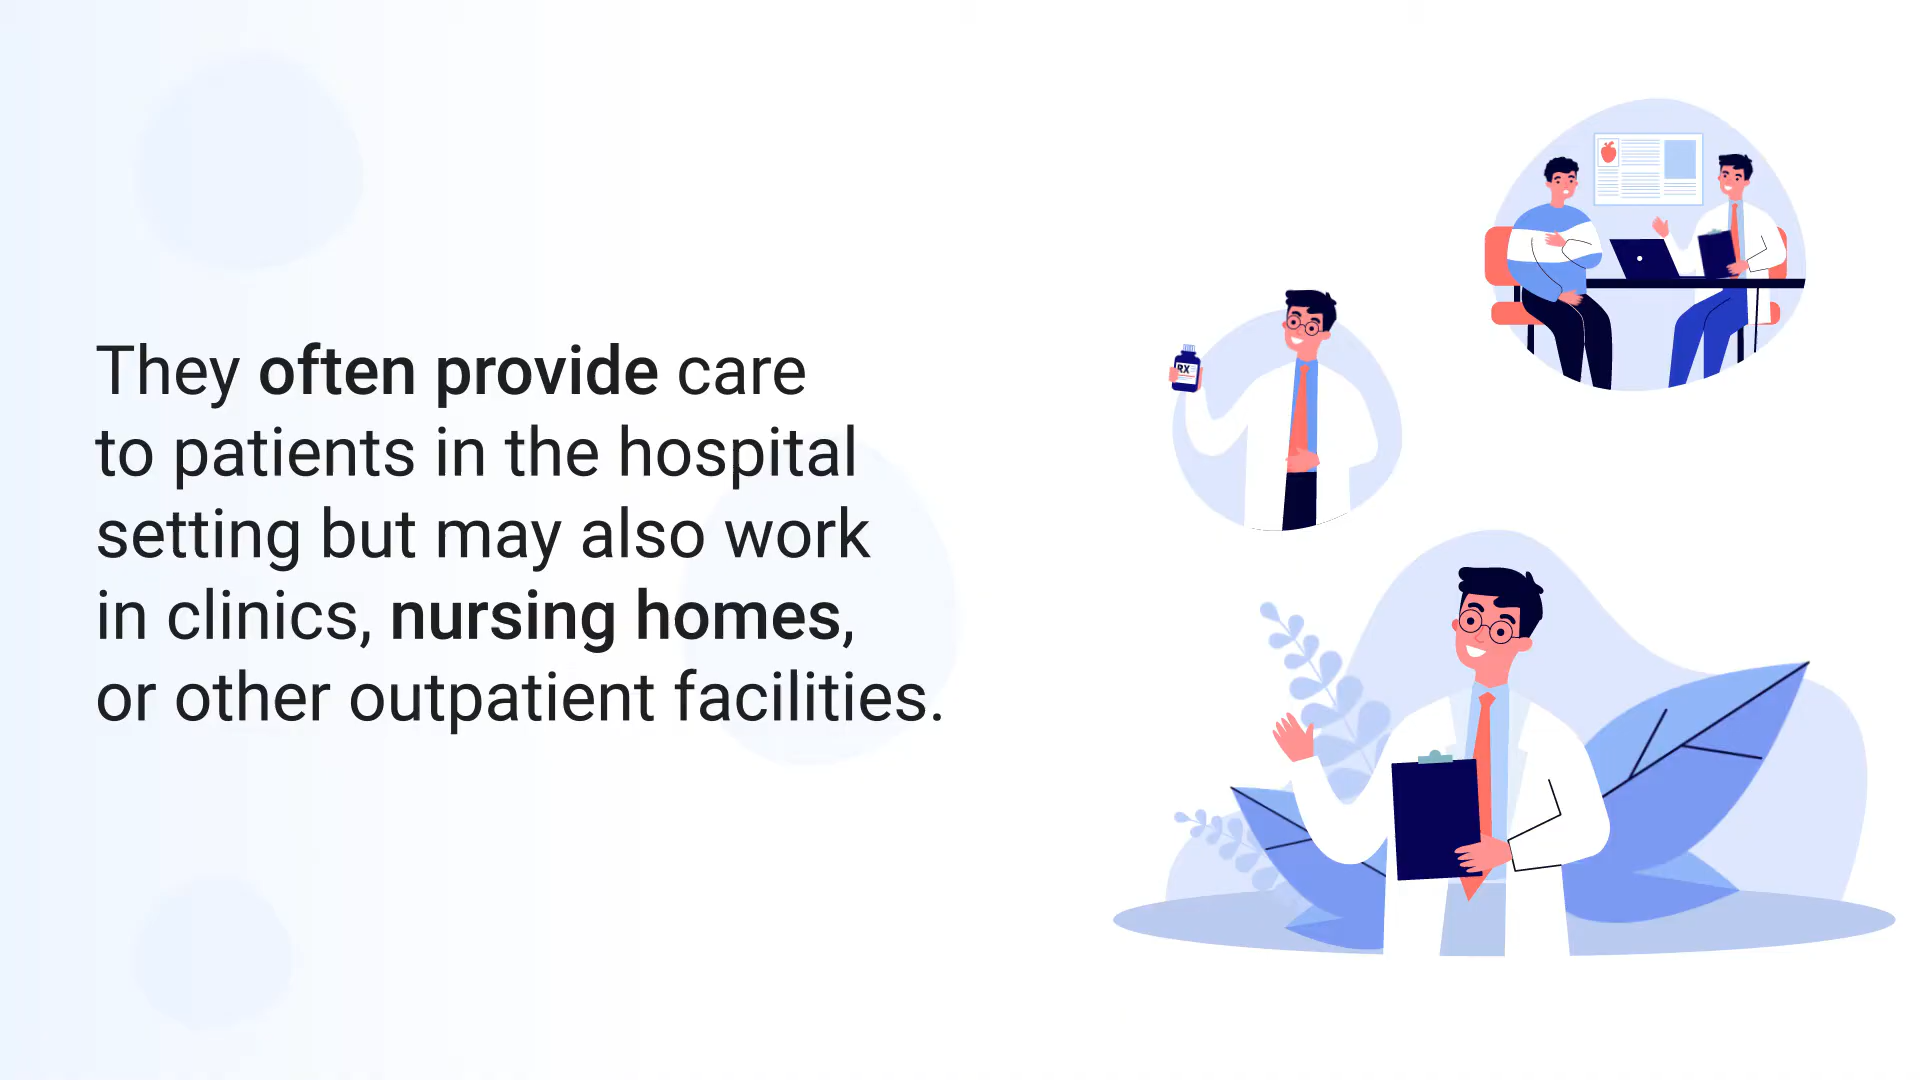 They often provide care
to patients in the hospital
setting but may also work
in clinics, nursing homes,
or other outpatient facilities.
RX